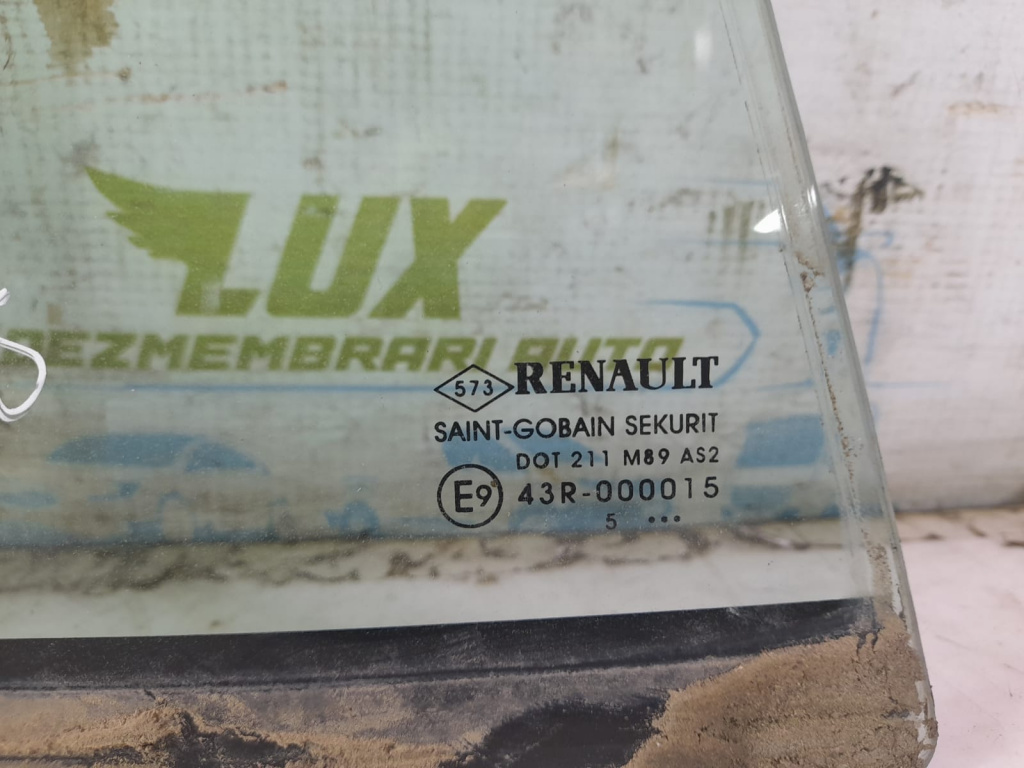 LUX
DEZMEMBRARI AUTO
573 RENAULT
SAINT-GOBAIN SEKURIT
DOT 211 M89 AS2
E9 43R-000015
5 •••